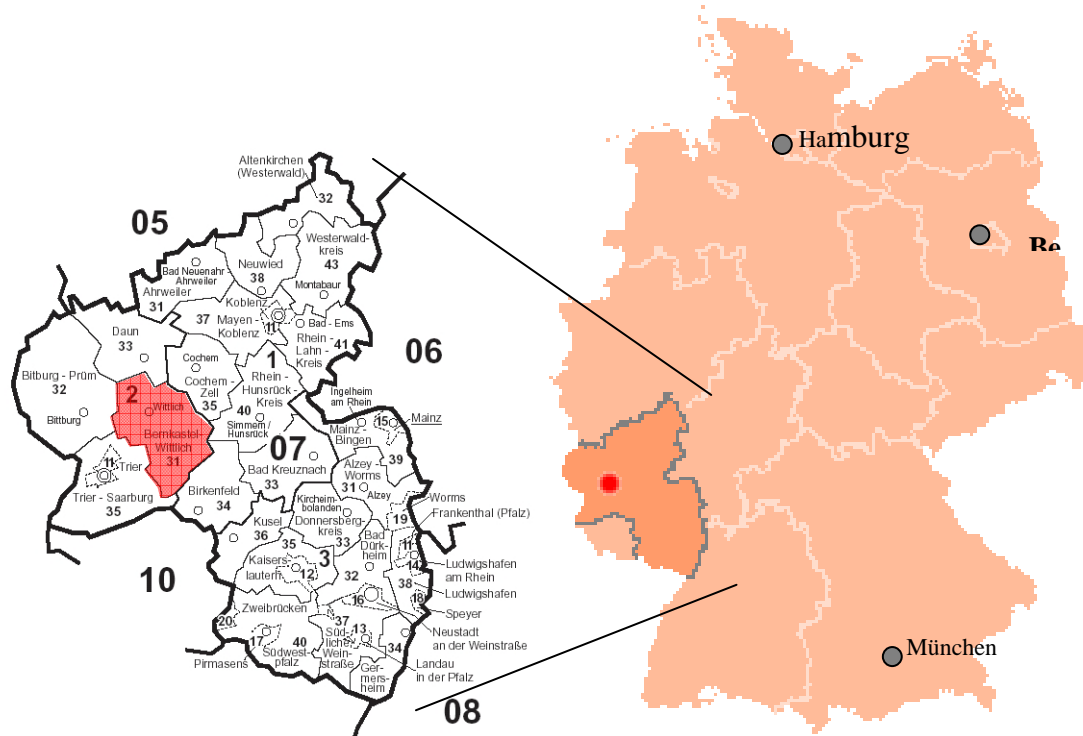 Altenkirchen
(Westerwald)
32
05
Westerwald-
kreis
43
Neuwied
38
Bad Neuenahr
Ahrweiler
Ahrweiler
31
Montabaur
Koblenz
11
37
Mayen-
Koblenz
Bad - Ems
Rhein -
Lahn -
Kreis
41
06
Daun
33
Cochem
Cochem -
Zell
35
1
Rhein -
Hunsrück -
Kreis
40
Simmern /
Hunsrück
Bitburg - Prüm
32
Bittburg
2
Wittlich
Bernkastel-
Wittlich
31
Ingelheim
am Rhein
15
Mainz
Mainz -
Bingen
39
07
Bad Kreuznach
33
Alzey -
Worms
31
Alzey
11
Trier
Trier - Saarburg
35
Birkenfeld
34
Kircheim-
bolanden
Donnersberg-
kreis
33
Worms
19
Frankenthal (Pfalz)
11
Kusel
36
Bad
Dürk-
heim
32
10
35
Kaisers-
lautern
12
3
14
Ludwigshafen
am Rhein
38
Ludwigshafen
16
18
Speyer
Zweibrücken
20
17
Pirmasens
40
Südwest-
pfalz
37
Süd-
liche
Wein-
straße
13
34
Neustadt
an der Weinstraße
Landau
in der Pfalz
Ger-
mers-
heim
08
Hamburg
Be
München